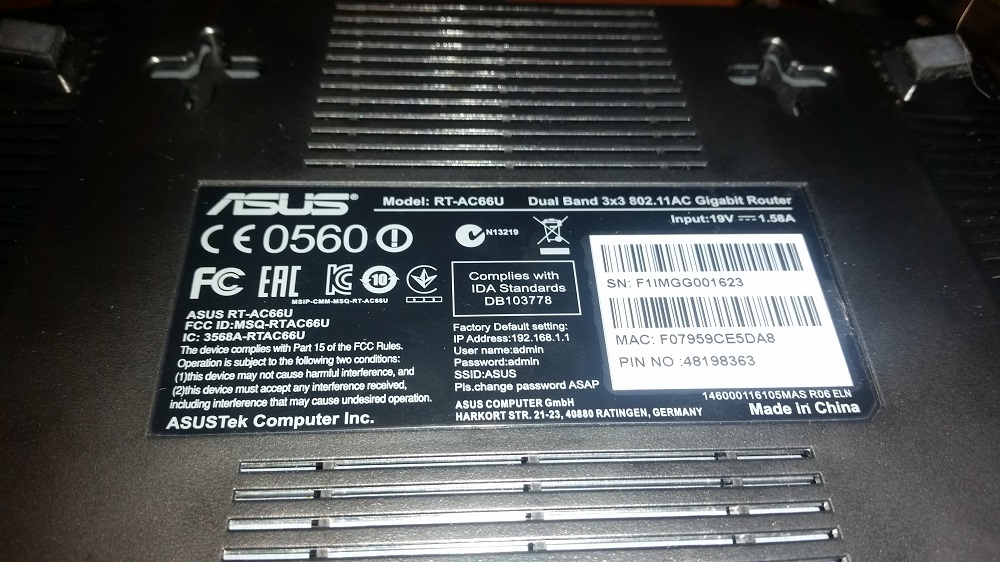 ASUS® Model: RT-AC66U Dual Band 3x3 802.11AC Gigabit Router
Input:19V ⎓ 1.58A
CE0560
N13219
FC EAC 10
MSIP-CMM-MSQ-RT-AC66U
Complies with
IDA Standards
DB103778
ASUS RT-AC66U
FCC ID:MSQ-RTAC66U
IC: 3568A-RTAC66U
The device complies with Part 15 of the FCC Rules.
Operation is subject to the following two conditions:
(1)this device may not cause harmful interference, and
(2)this device must accept any interference received,
including interference that may cause undesired operation.
ASUSTek Computer Inc.
Factory Default setting:
IP Address:192.168.1.1
User name:admin
Password:admin
SSID:ASUS
Pls.change password ASAP
ASUS COMPUTER GmbH
HARKORT STR. 21-23, 40880 RATINGEN, GERMANY
SN: F1IMGG001623
MAC: F07959CE5DA8
PIN NO :48198363
146000116105MAS R06 ELN
Made in China